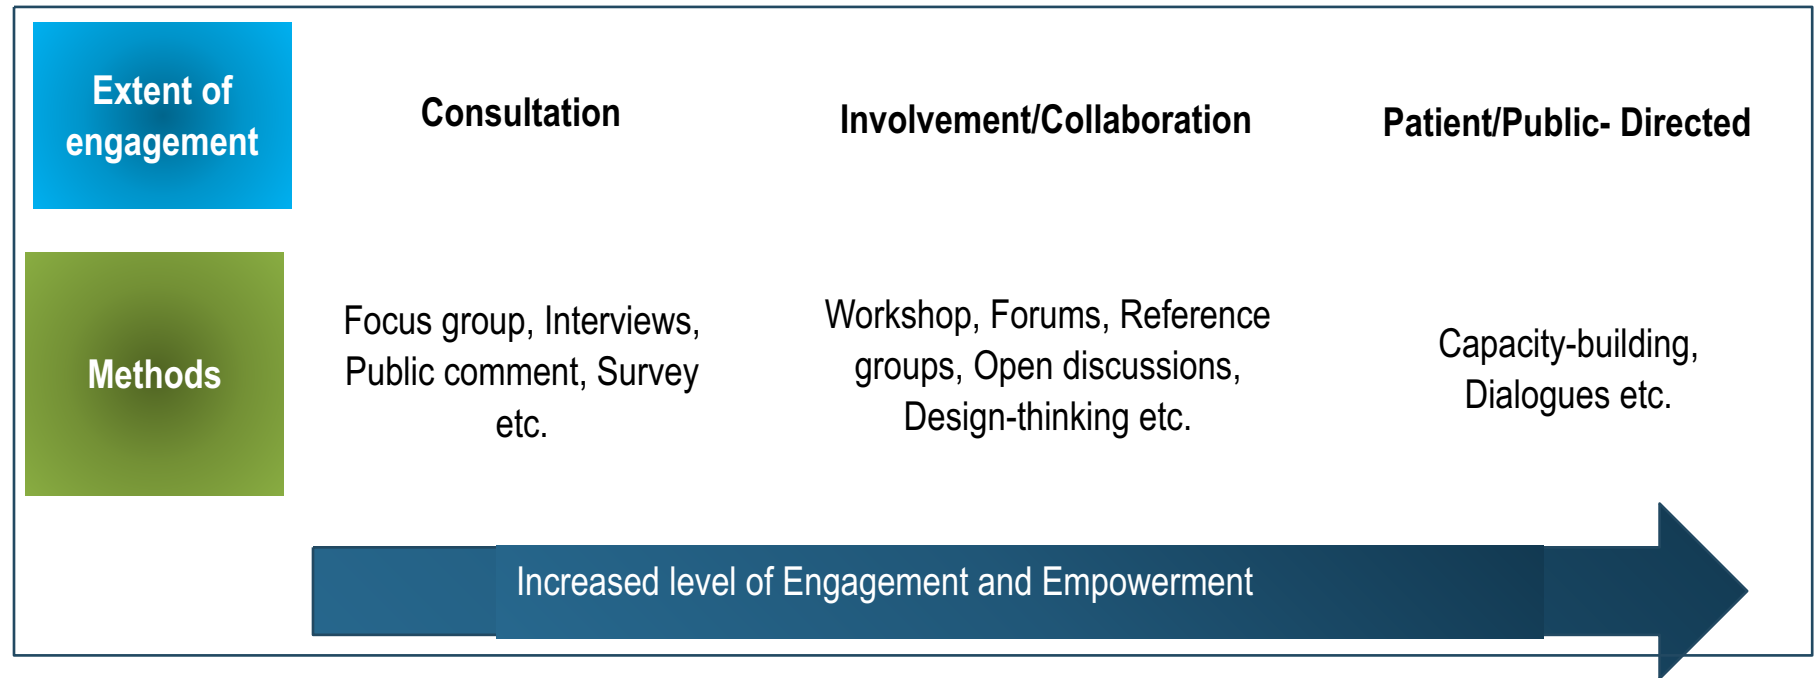 Extent of
engagement
Consultation
Involvement/Collaboration
Patient/Public- Directed
Methods
Focus group, Interviews,
Public comment, Survey
etc.
Workshop, Forums, Reference
groups, Open discussions,
Design-thinking etc.
Capacity-building,
Dialogues etc.
Increased level of Engagement and Empowerment